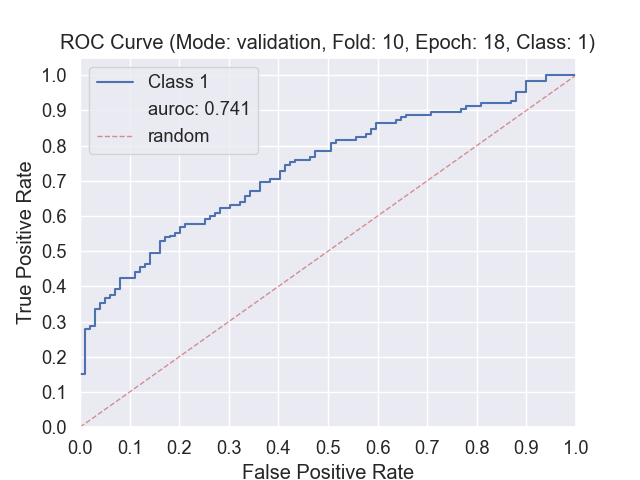 ROC Curve (Mode: validation, Fold: 10, Epoch: 18, Class: 1)
Class 1
auroc: 0.741
random
True Positive Rate
1.0
0.9
0.8
0.7
0.6
0.5
0.4
0.3
0.2
0.1
0.0
0.0 0.1 0.2 0.3 0.4 0.5 0.6 0.7 0.8 0.9 1.0
False Positive Rate